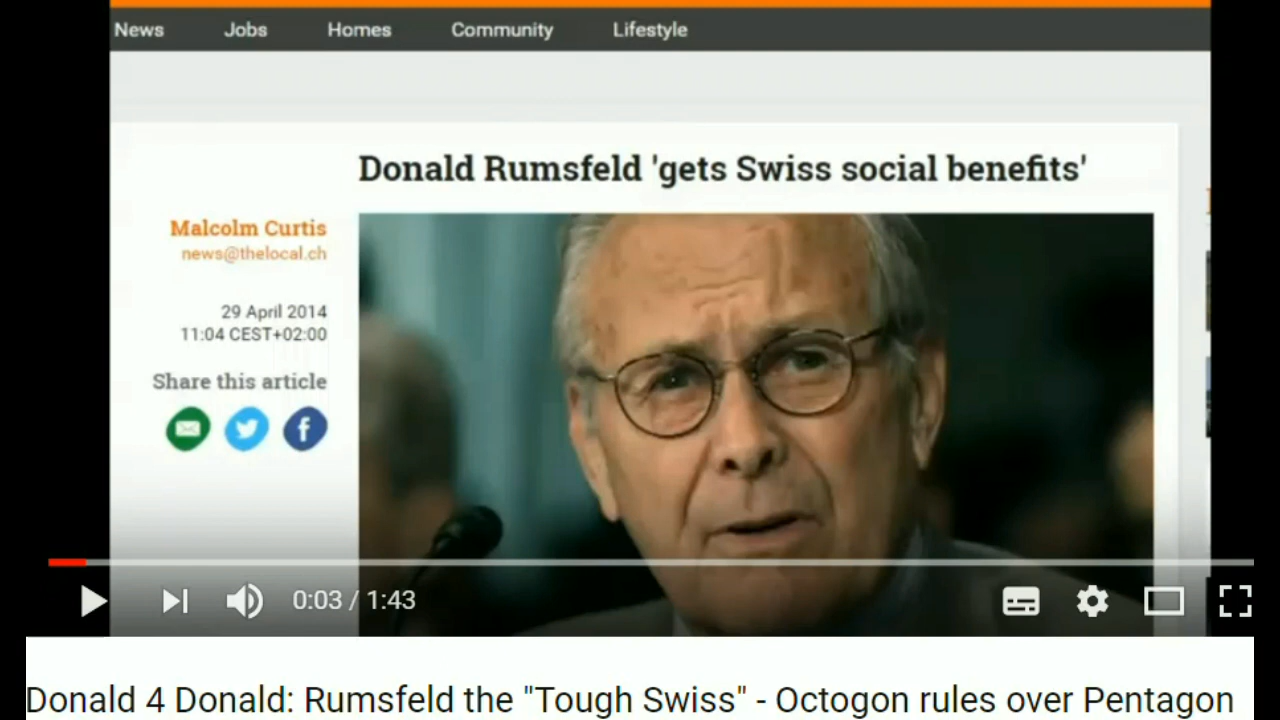 News Jobs Homes Community Lifestyle
Donald Rumsfeld 'gets Swiss social benefits'
Malcolm Curtis
news@thelocal.ch
29 April 2014
11:04 CEST+02:00
Share this article
0:03 / 1:43
Donald 4 Donald: Rumsfeld the "Tough Swiss" - Octogon rules over Pentagon